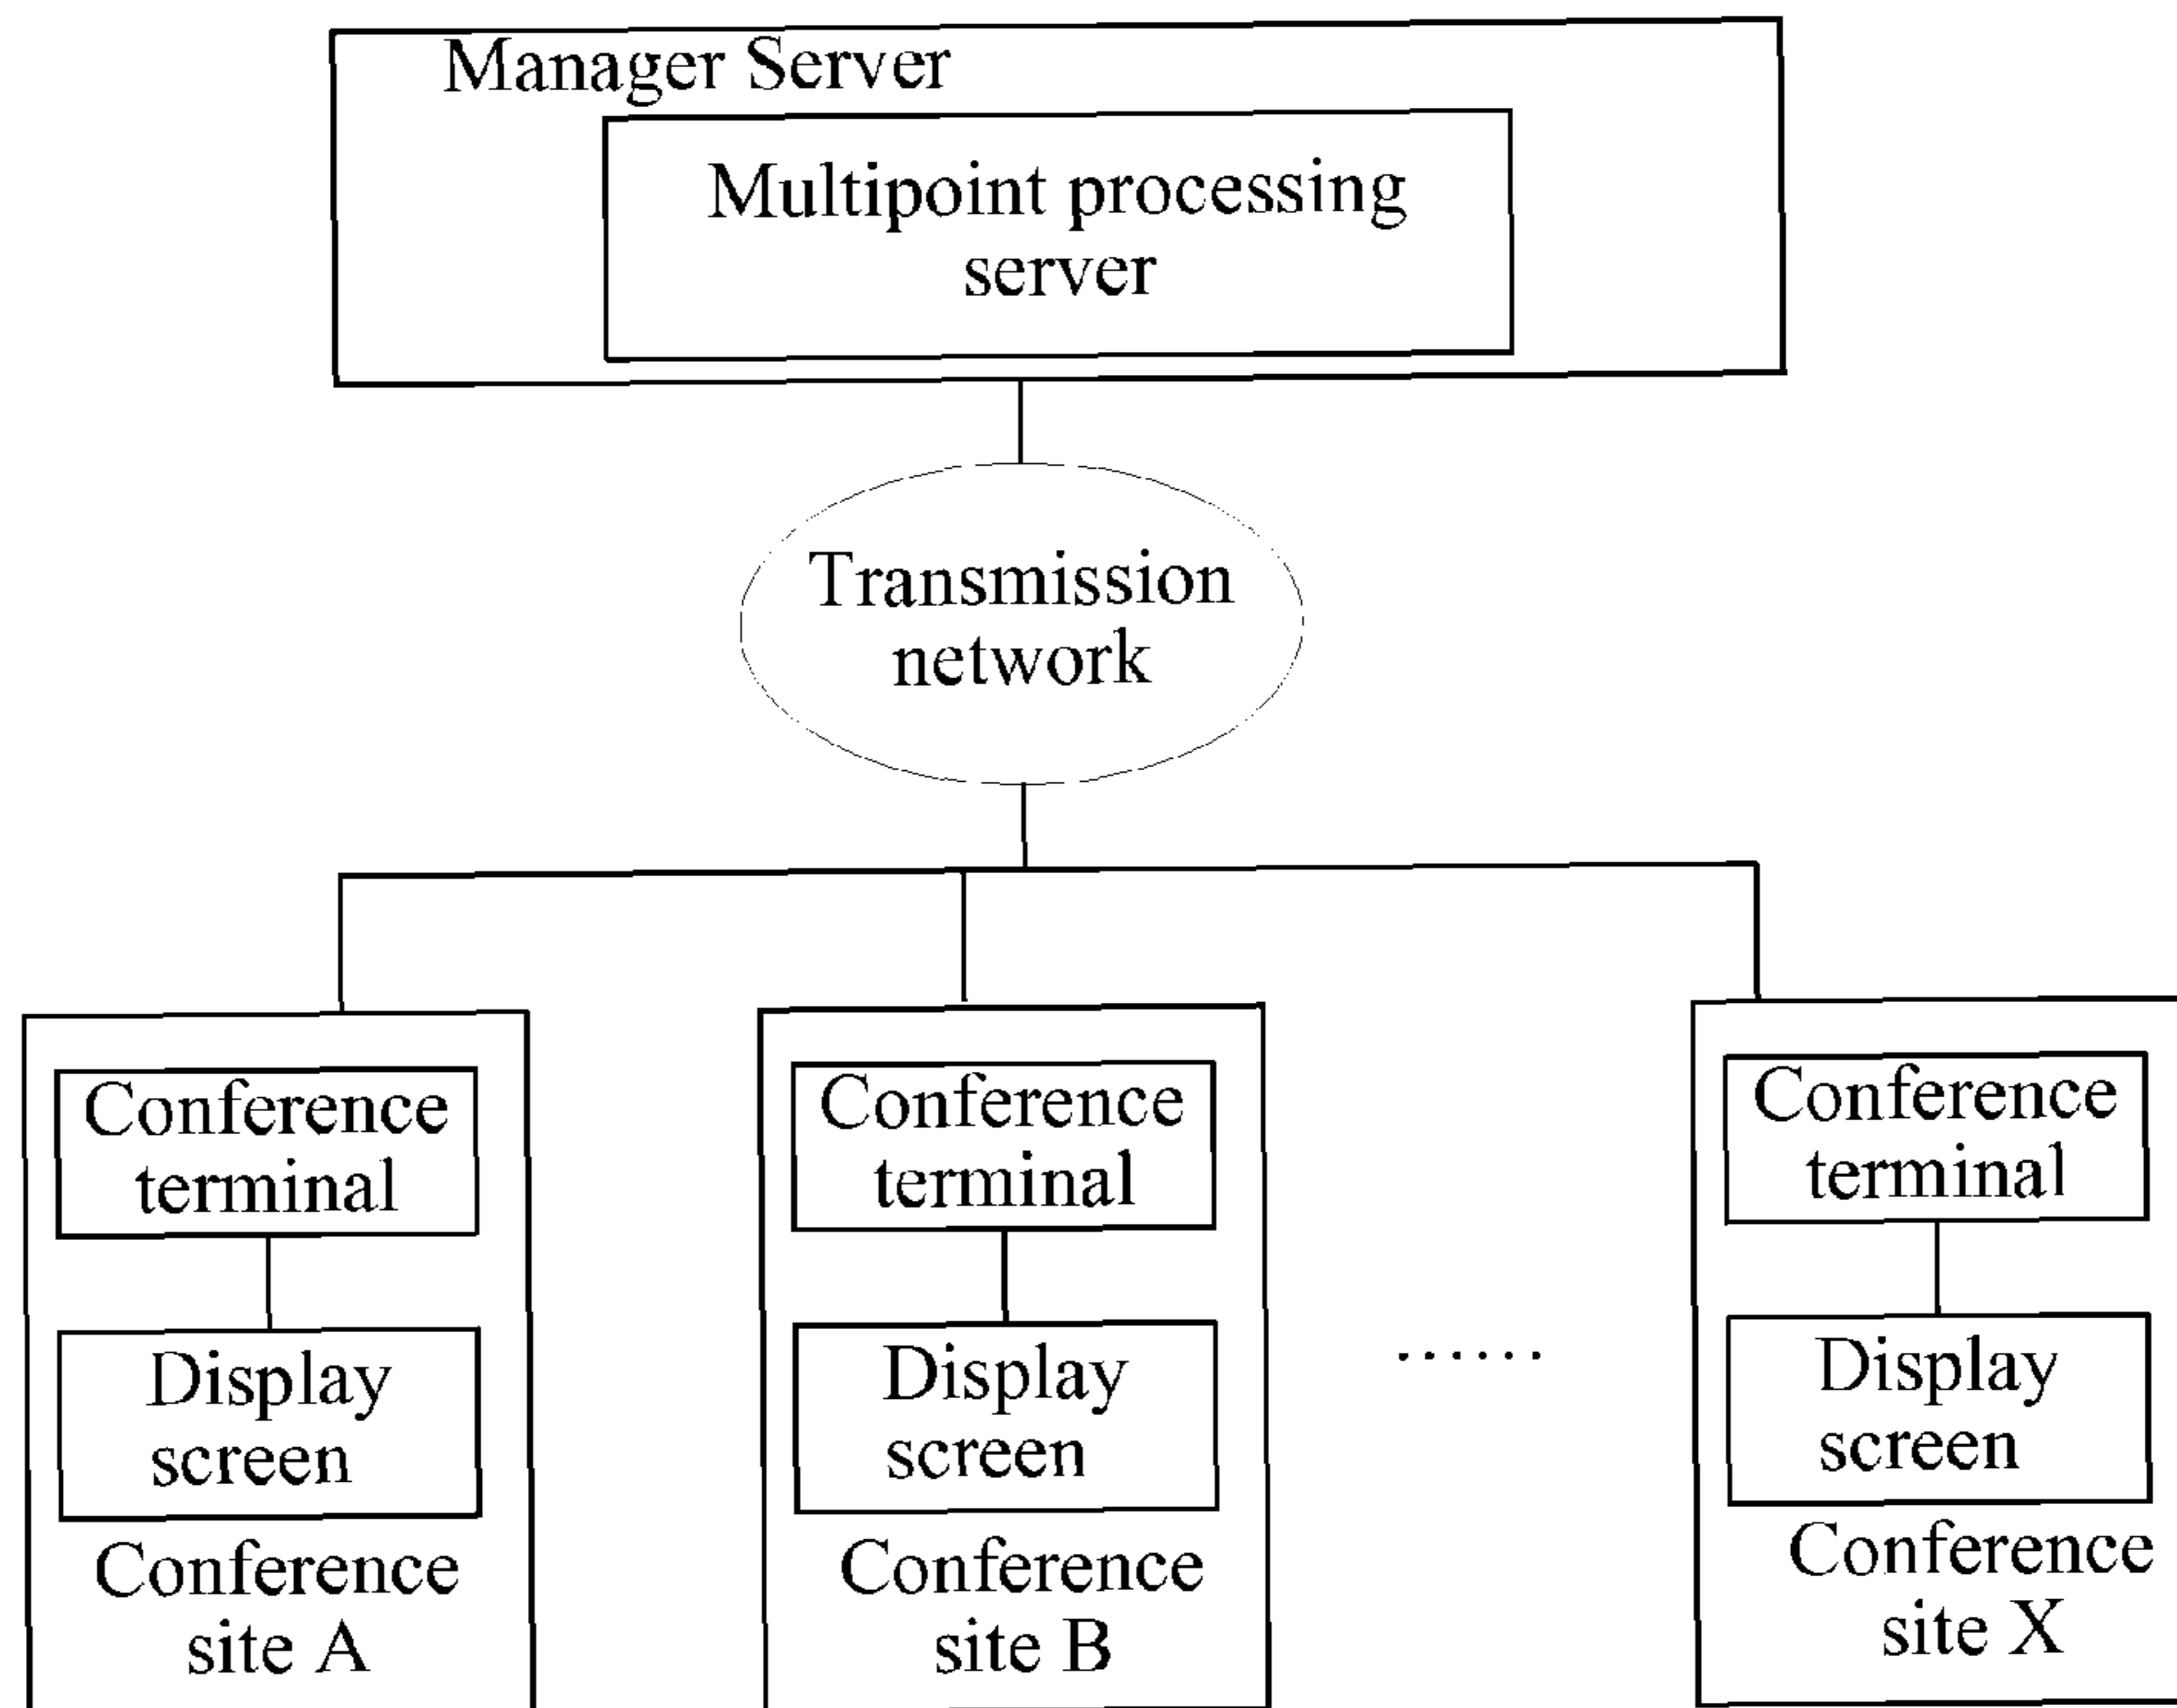 Manager Server
Multipoint processing
server
Transmission
network
Conference
terminal
Display
screen
Conference
site A
Conference
terminal
Display
screen
Conference
site B
......
Conference
terminal
Display
screen
Conference
site X